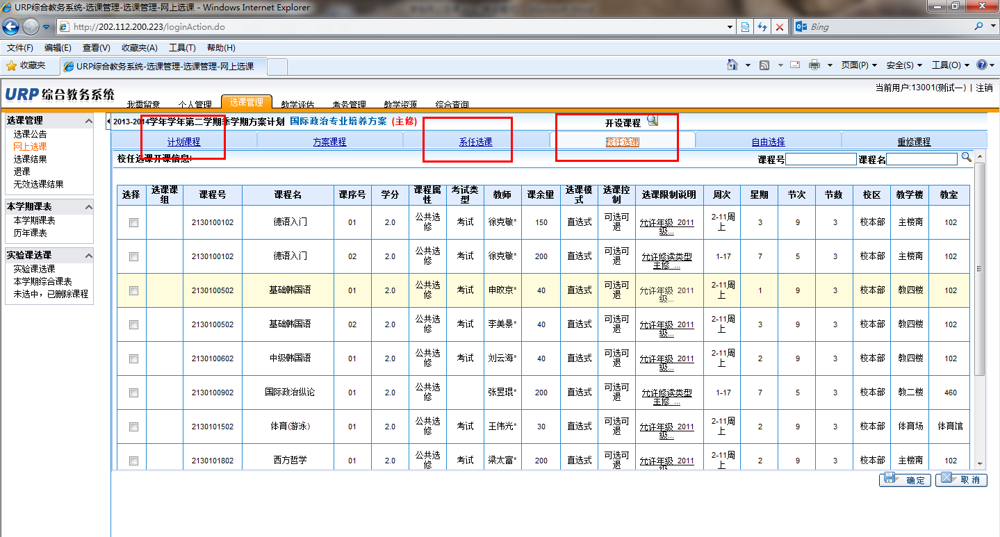 URP综合教务系统-选课管理-选课管理-网上选课 - Windows Internet Explorer
http://202.112.200.223/loginAction.do
Bing
文件(F) 编辑(E) 查看(V) 收藏夹(A) 工具(T) 帮助(H)
收藏夹 URP综合教务系统-选课管理-选课管理-网上选课 页面(P) 安全(S) 工具(O)
URP综合教务系统
当前用户:13001(测试一) | 注销
我需留意 个人管理 选课管理 教学评估 考务管理 教学资源 综合查询
选课管理
选课公告
网上选课
选课结果
退课
无效选课结果
本学期课表
本学期课表
历年课表
实验课选课
实验课选课
本学期综合课表
未选中，已删除课程
2013-2014学年学年第二学期季学期方案计划 国际政治专业培养方案 (主修) 开设课程
计划课程 方案课程 系任选课 校任选课 自由选择 重修课程
校任选课开课信息: 课程号 课程名
选择 选课课组 课程号 课程名 课序号 学分 课程属性 考试类型 教师 课余量 选课模式 选课控制 选课限制说明 周次 星期 节次 节数 校区 教学楼 教室
2130100102 德语入门 01 2.0 公共选修 考试 徐克敏* 150 直选式 可选可退 允许年级 2011级... 2-11周上 3 9 3 校本部 主楼南 102
2130100102 德语入门 02 2.0 公共选修 考试 徐克敏* 200 直选式 可选可退 允许修读类型 主修 ... 1-17 7 5 3 校本部 主楼南 102
2130100502 基础韩国语 01 2.0 公共选修 考试 申旼京* 40 直选式 可选可退 允许年级 2011级... 2-11周上 1 9 3 校本部 教四楼 102
2130100502 基础韩国语 02 2.0 公共选修 考试 李美景* 40 直选式 可选可退 允许年级 2011级... 2-11周上 3 9 3 校本部 教四楼 102
2130100602 中级韩国语 01 2.0 公共选修 考试 刘云海* 40 直选式 可选可退 允许年级 2011级... 2-11周上 2 9 3 校本部 教四楼 102
2130100902 国际政治纵论 01 2.0 公共选修 张昱琨* 200 直选式 可选可退 允许修读类型 主修 ... 1-17 7 5 3 校本部 教二楼 460
2130101502 体育(游泳) 01 2.0 公共选修 考试 王伟光* 30 直选式 可选可退 允许年级 2011级... 2-11周上 2 9 3 校本部 体育场 体育馆
2130101802 西方哲学 01 2.0 公共选修 考试 梁太富* 200 直选式 可选可退 允许年级 2011级... 2-11周上 2 9 3 校本部 主楼南 102
确定 取消